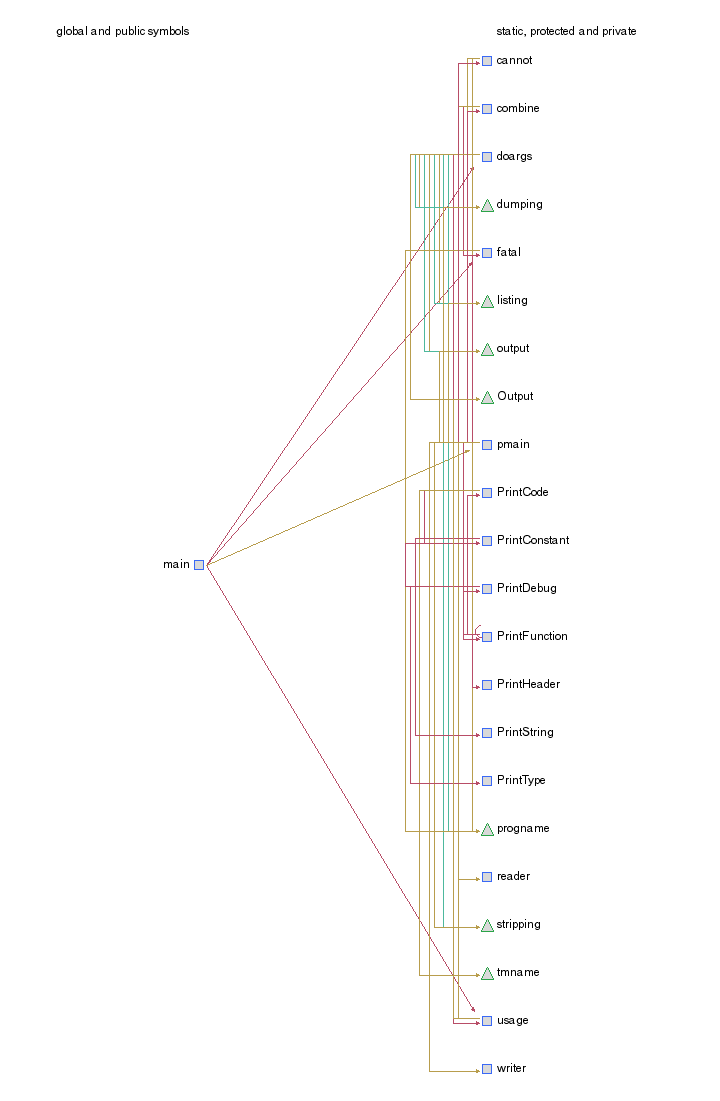 global and public symbols
static, protected and private
cannot
combine
doargs
dumping
fatal
listing
output
Output
pmain
PrintCode
main
PrintConstant
PrintDebug
PrintFunction
PrintHeader
PrintString
PrintType
progname
reader
stripping
tmname
usage
writer